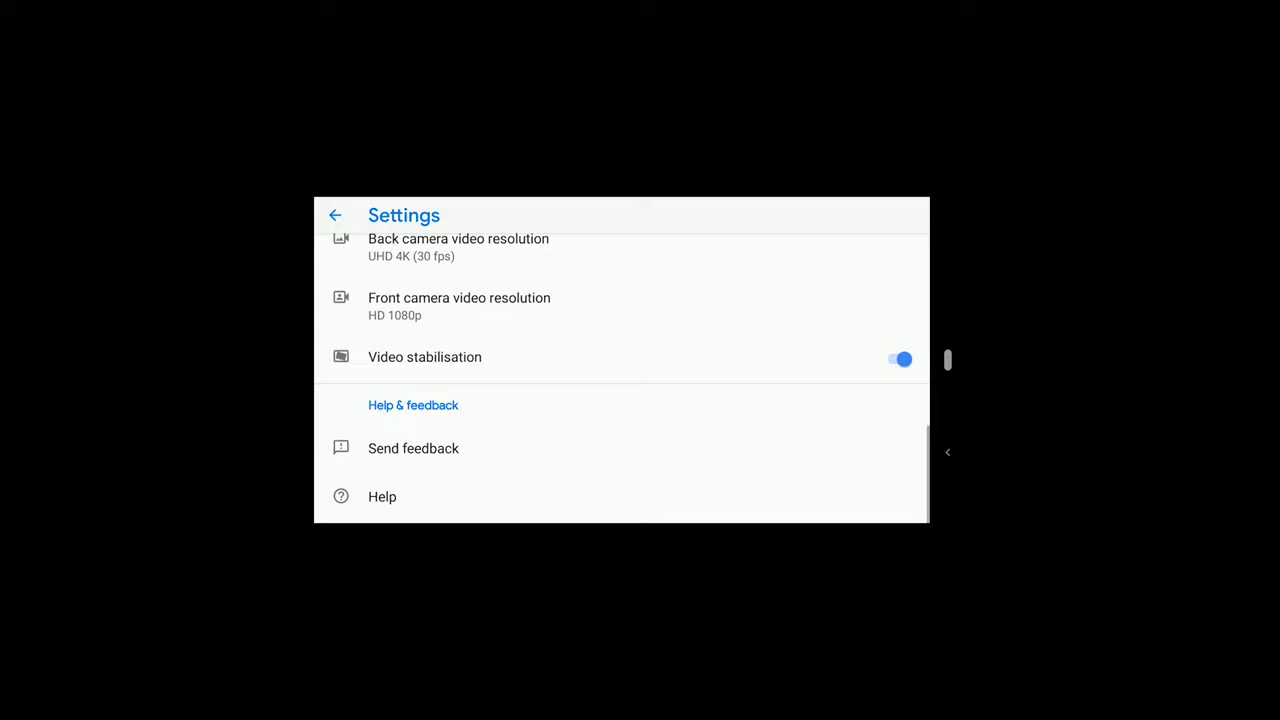 Settings
Back camera video resolution
UHD 4K (30 fps)
Front camera video resolution
HD 1080p
Video stabilisation
Help & feedback
Send feedback
Help